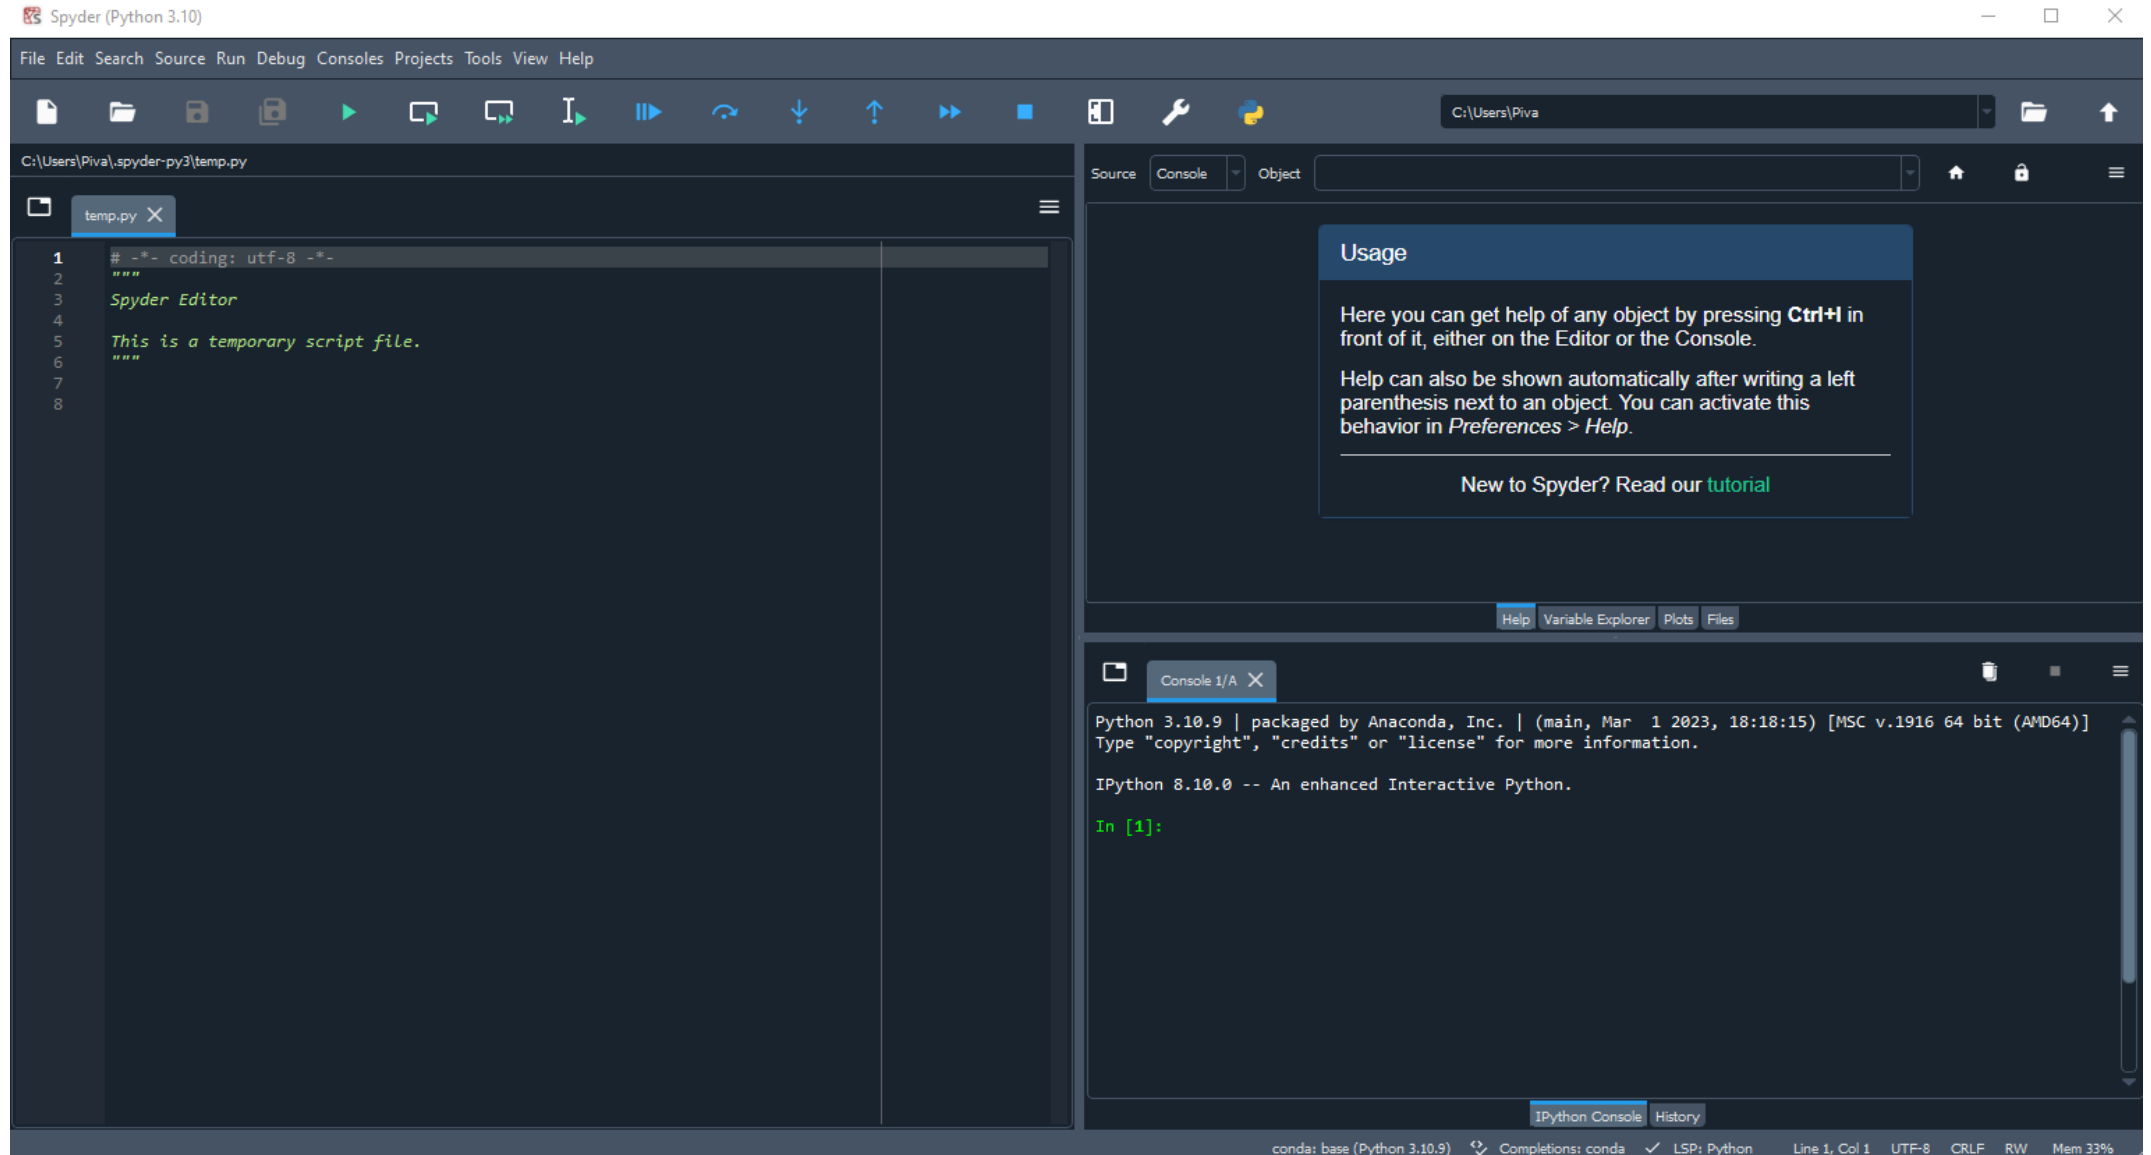 Spyder (Python 3.10)
File Edit Search Source Run Debug Consoles Projects Tools View Help
C:\Users\Piva
C:\Users\Piva\.spyder-py3\temp.py
temp.py
1 # -*- coding: utf-8 -*-
2 """
3 Spyder Editor
4
5 This is a temporary script file.
6 """
7
8
Source Console Object
Usage
Here you can get help of any object by pressing Ctrl+I in
front of it, either on the Editor or the Console.
Help can also be shown automatically after writing a left
parenthesis next to an object. You can activate this
behavior in Preferences > Help.
New to Spyder? Read our tutorial
Help Variable Explorer Plots Files
Console 1/A
Python 3.10.9 | packaged by Anaconda, Inc. | (main, Mar  1 2023, 18:18:15) [MSC v.1916 64 bit (AMD64)]
Type "copyright", "credits" or "license" for more information.
IPython 8.10.0 -- An enhanced Interactive Python.
In [1]:
IPython Console History
conda: base (Python 3.10.9) Completions: conda LSP: Python Line 1, Col 1 UTF-8 CRLF RW Mem 33%